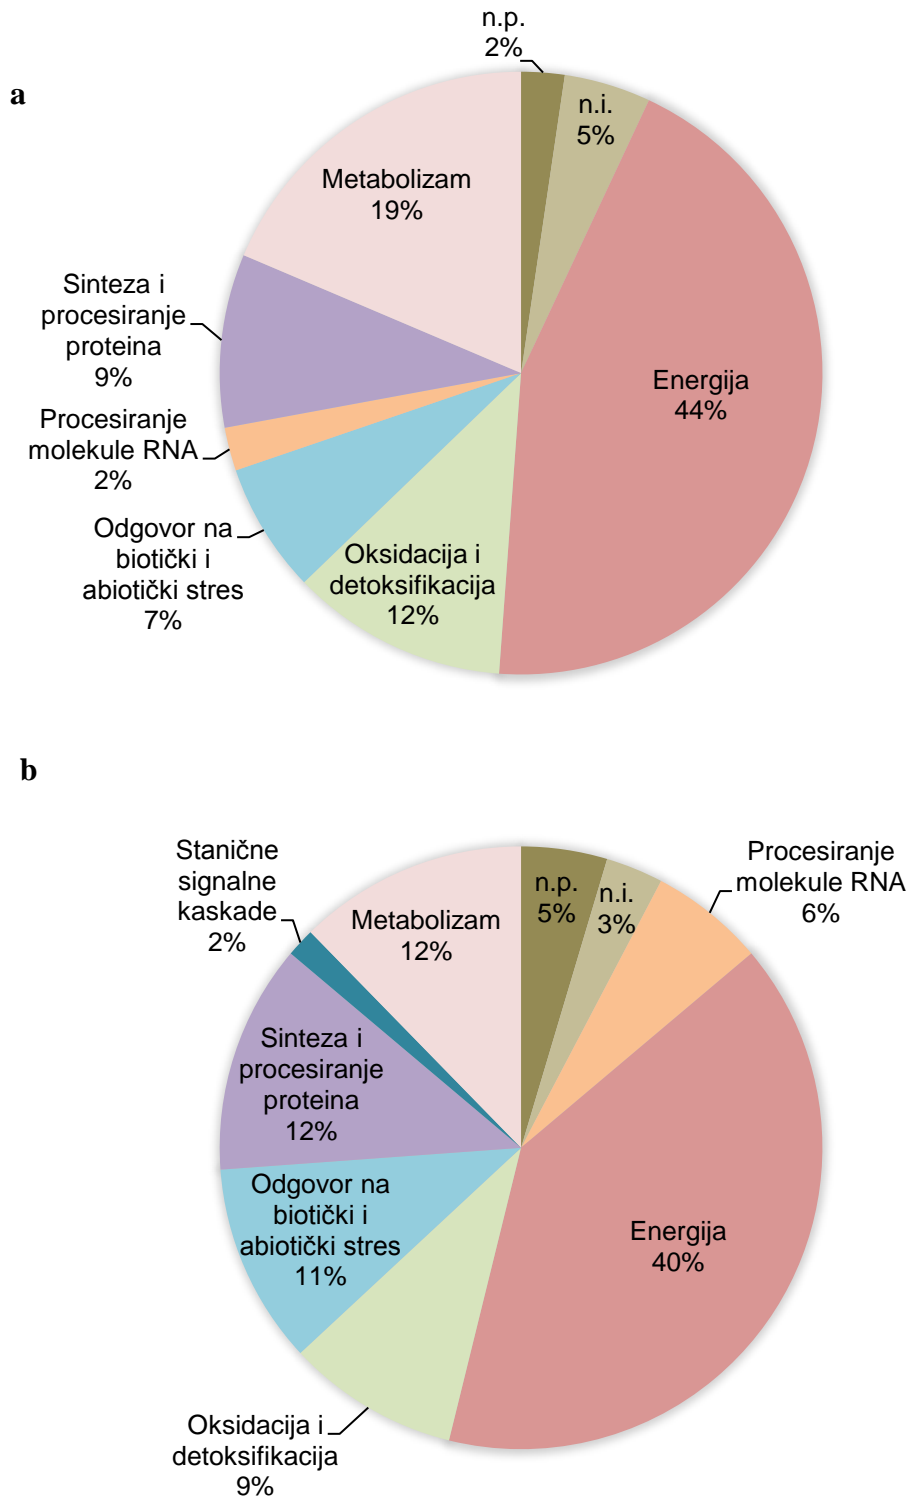 a
n.p.
2%
n.i.
5%
Metabolizam
19%
Sinteza i
procesiranje
proteina
9%
Energija
44%
Procesiranje
molekule RNA
2%
Odgovor na
biotički i
abiotički stres
7%
Oksidacija i
detoksifikacija
12%
b
Stanične
signalne
kaskade
2%
Metabolizam
12%
n.p.
5%
n.i.
3%
Procesiranje
molekule RNA
6%
Sinteza i
procesiranje
proteina
12%
Odgovor na
biotički i
abiotički stres
11%
Energija
40%
Oksidacija i
detoksifikacija
9%